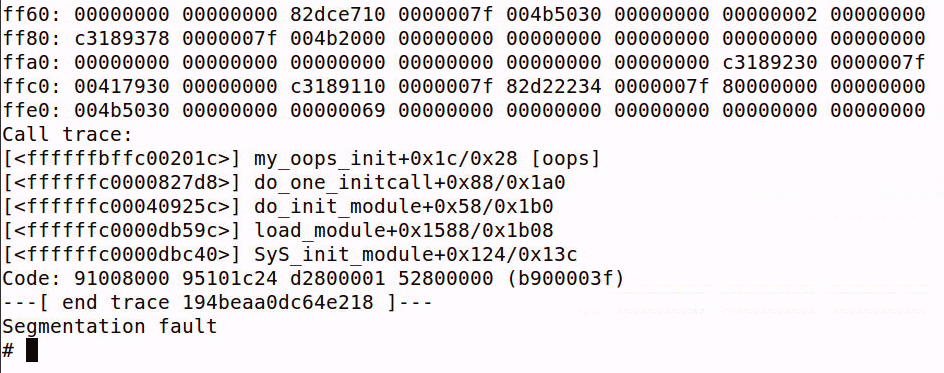 ff60: 00000000 00000000 82dce710 0000007f 004b5030 00000000 00000002 00000000
ff80: c3189378 0000007f 004b2000 00000000 00000000 00000000 00000000 00000000
ffa0: 00000000 00000000 00000000 00000000 00000000 00000000 c3189230 0000007f
ffc0: 00417930 00000000 c3189110 0000007f 82d22234 0000007f 80000000 00000000
ffe0: 004b5030 00000000 00000069 00000000 00000000 00000000 00000000 00000000
Call trace:
[<ffffffbffc00201c>] my_oops_init+0x1c/0x28 [oops]
[<ffffffc0000827d8>] do_one_initcall+0x88/0x1a0
[<ffffffc00040925c>] do_init_module+0x58/0x1b0
[<ffffffc0000db59c>] load_module+0x1588/0x1b08
[<ffffffc0000dbc40>] SyS_init_module+0x124/0x13c
Code: 91008000 95101c24 d2800001 52800000 (b900003f)
---[ end trace 194beaa0dc64e218 ]---
Segmentation fault
#